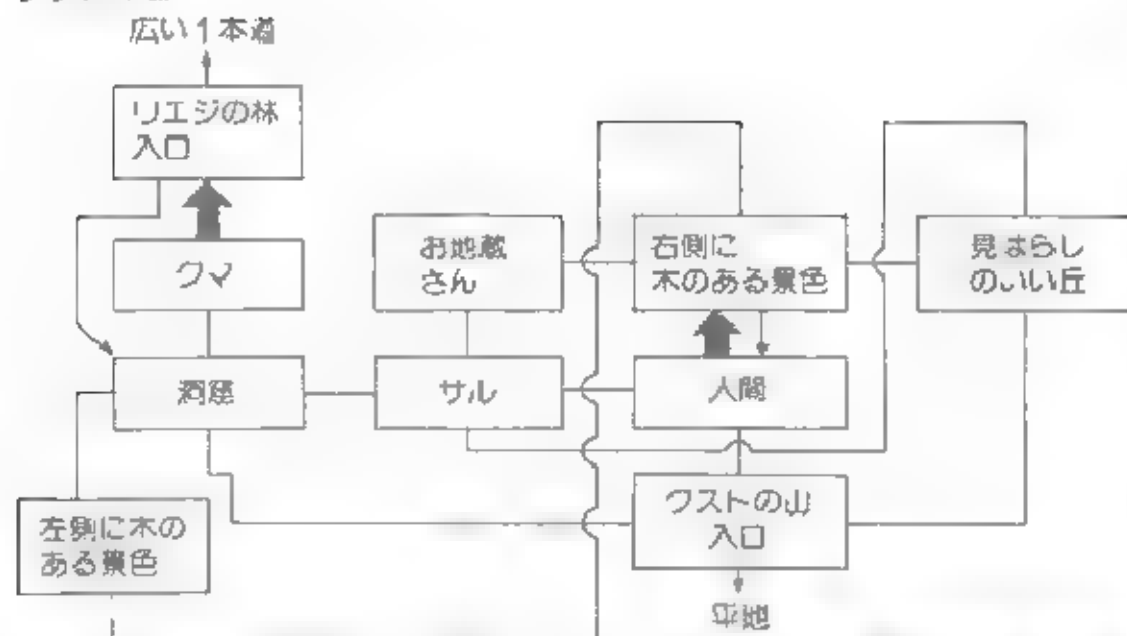 広い1本道
リエジの林
入口
クマ
お地蔵
さん
右側に
木のある景色
見はらし
のいい丘
洞窟
サル
人間
左側に木の
ある景色
クストの山
入口
平地